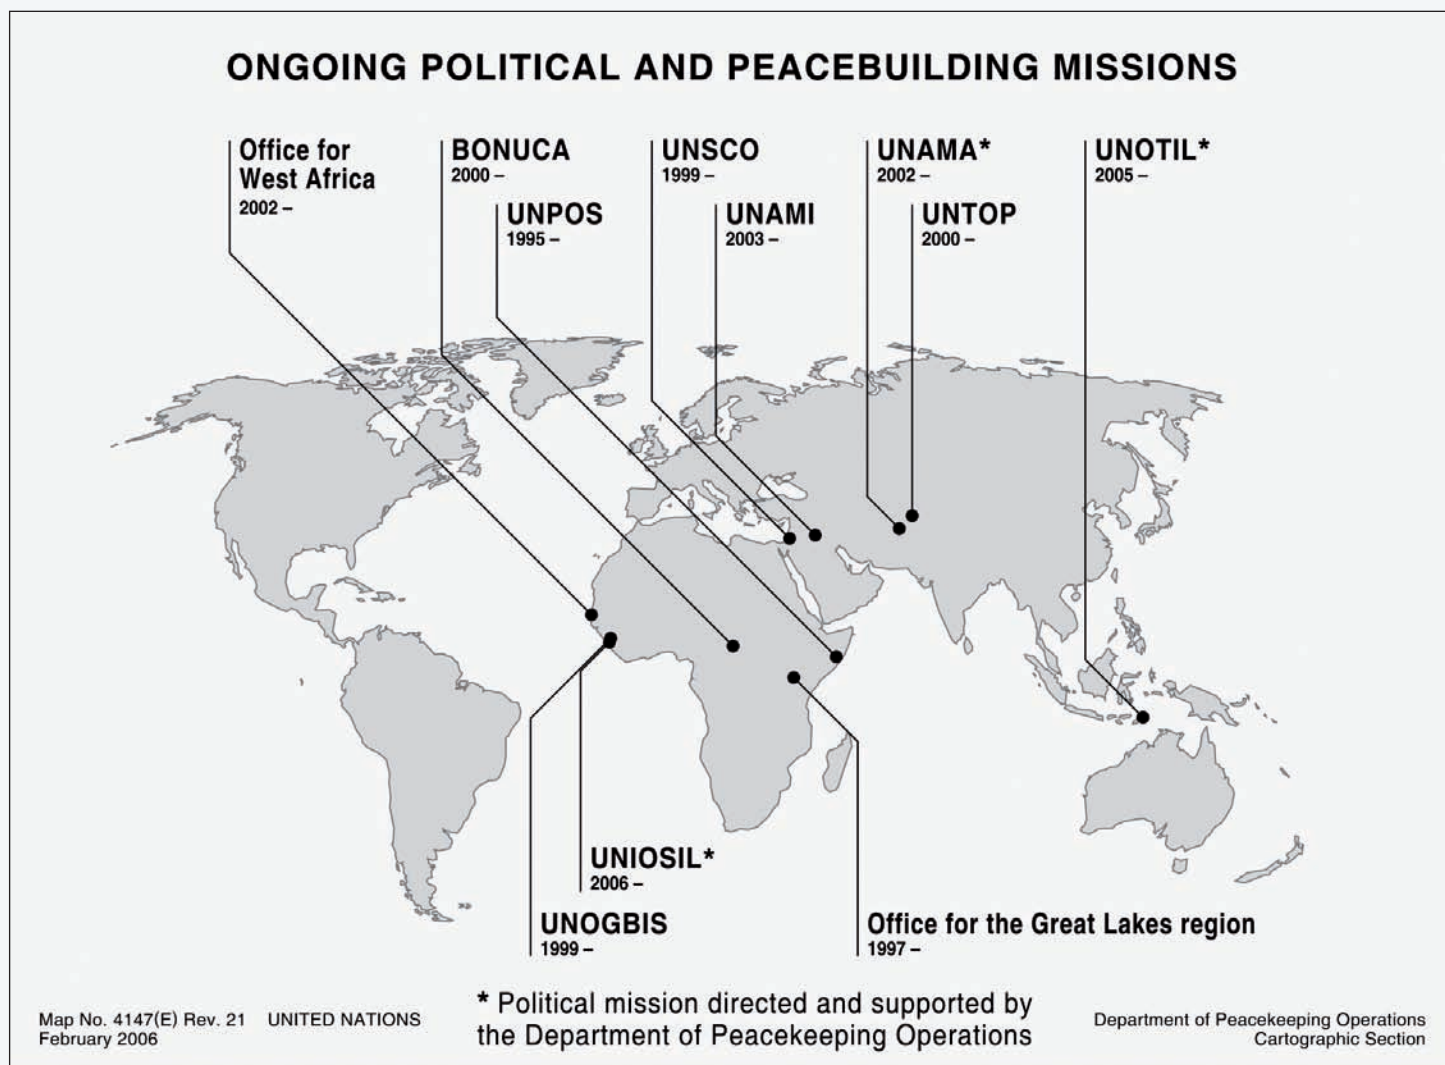 ONGOING POLITICAL AND PEACEBUILDING MISSIONS
Office for
West Africa
2002 –
BONUCA
2000 –
UNPOS
1995 –
UNSCO
1999 –
UNAMI
2003 –
UNAMA*
2002 –
UNTOP
2000 –
UNOTIL*
2005 –
UNIOSIL*
2006 –
UNOGBIS
1999 –
Office for the Great Lakes region
1997 –
* Political mission directed and supported by
the Department of Peacekeeping Operations
Map No. 4147(E) Rev. 21 UNITED NATIONS
February 2006
Department of Peacekeeping Operations
Cartographic Section